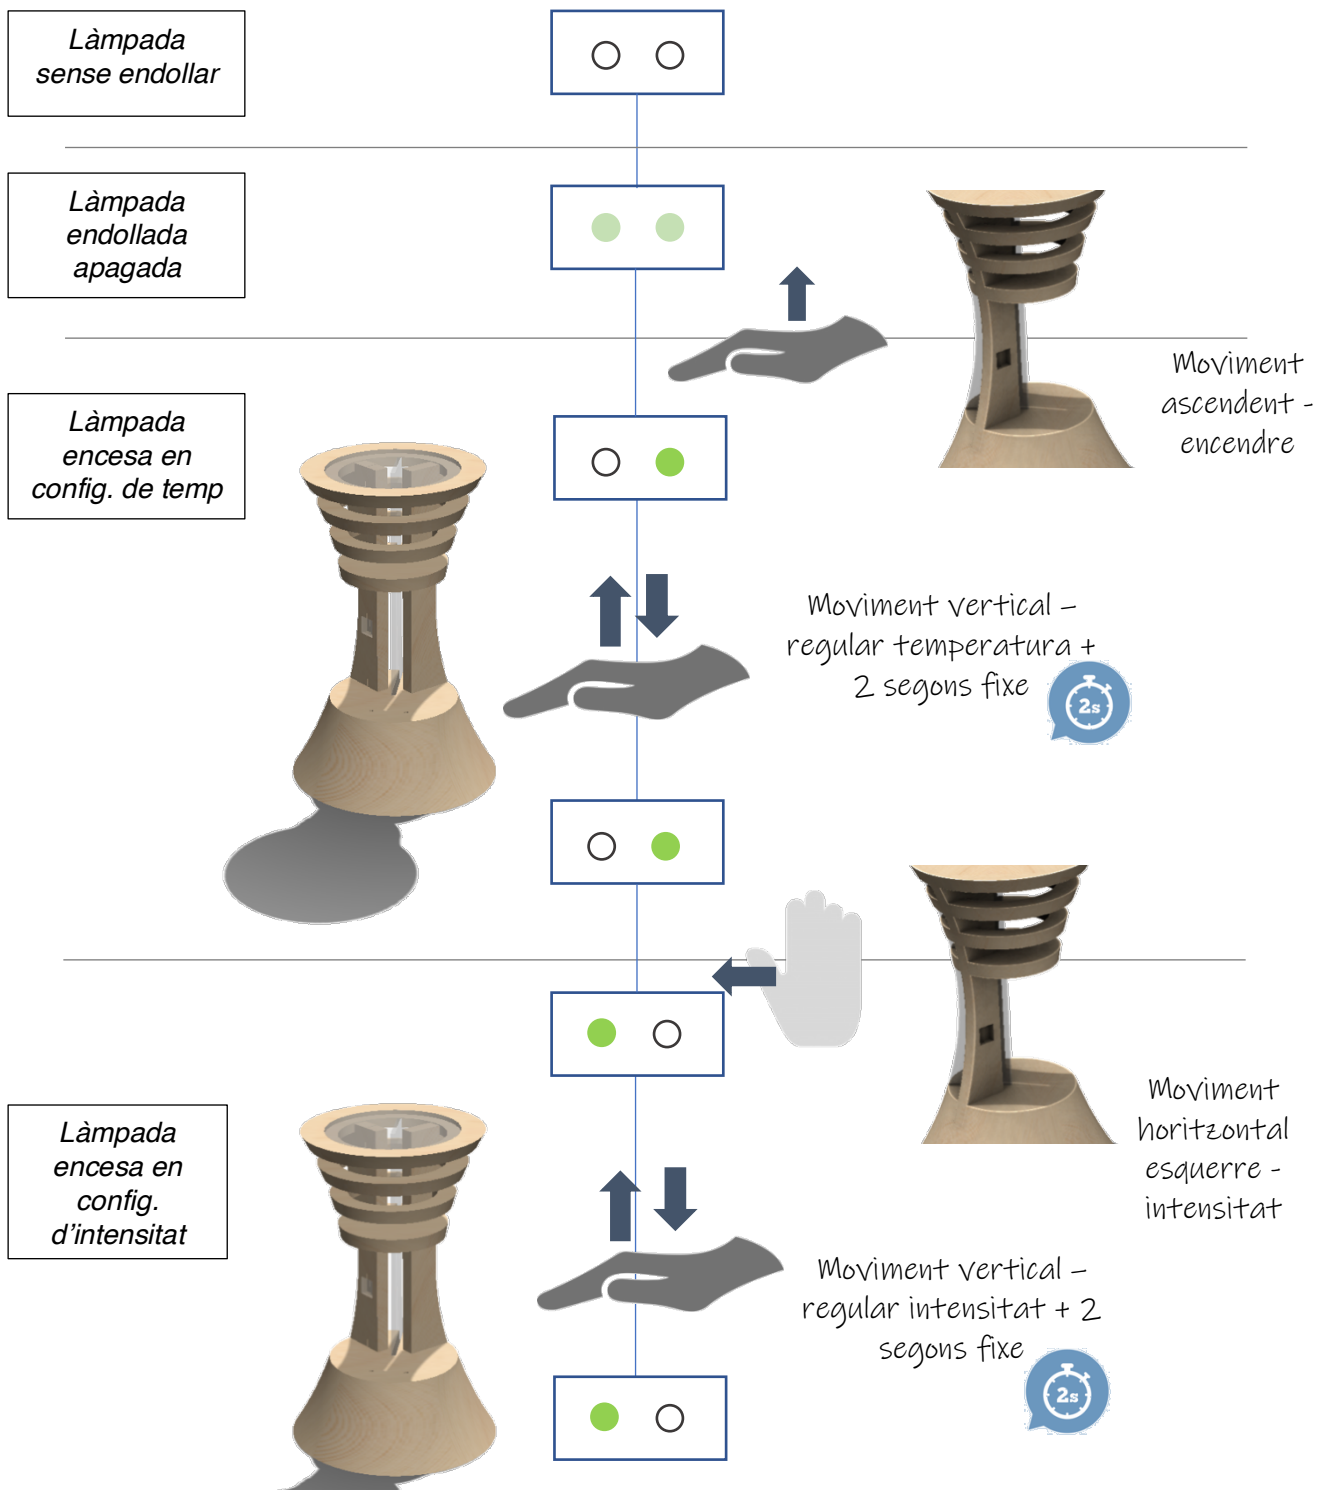 Làmpada
sense endollar
Làmpada
endollada
apagada
Moviment
ascendent -
encendre
Làmpada
encesa en
config. de temp
Moviment vertical –
regular temperatura +
2 segons fixe
2s
Moviment
horitzontal
esquerre -
intensitat
Làmpada
encesa en
config.
d'intensitat
Moviment vertical –
regular intensitat + 2
segons fixe
2s